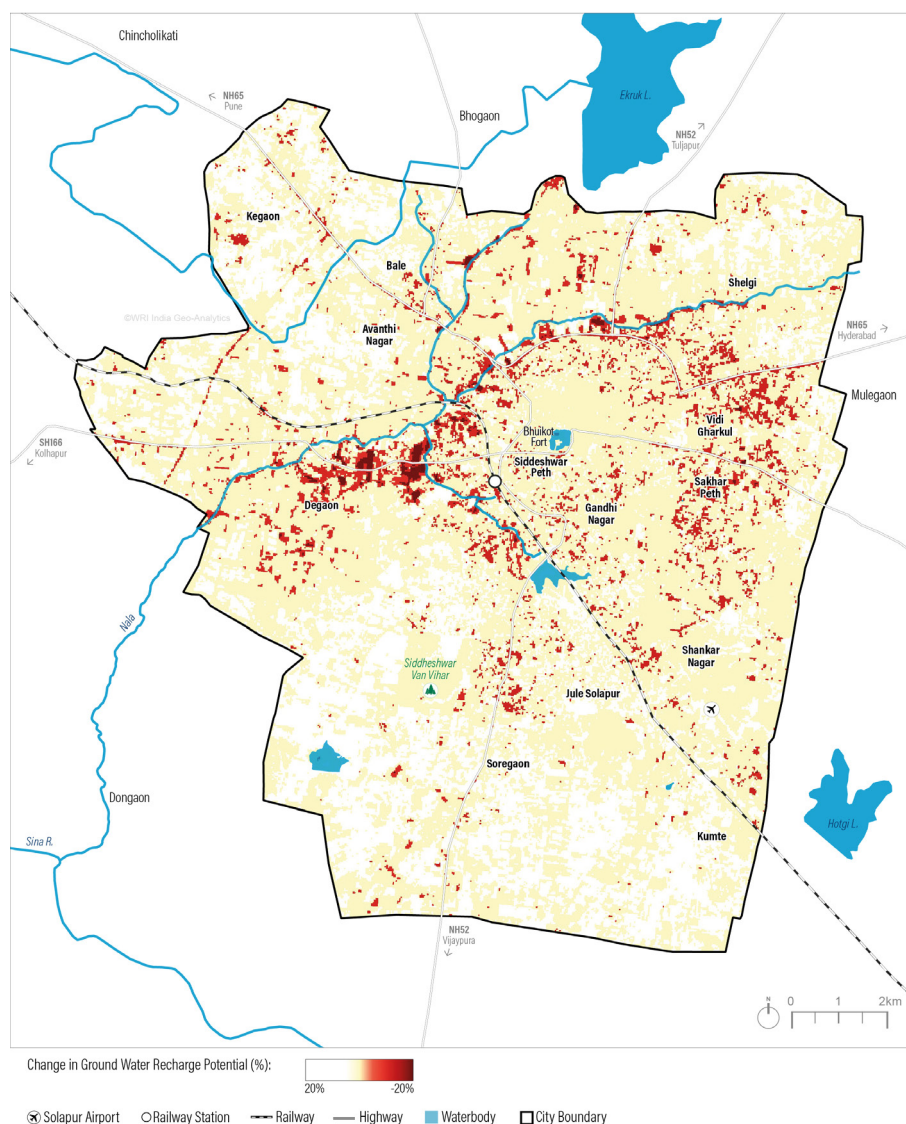 Chincholikati
NH65
Pune
Bhogaon
Ekruk L.
NH52
Tuljapur
Kegaon
Bale
Shelgi
©WRI India Geo-Analytics
Avanthi
Nagar
NH65
Hyderabad
Mulegaon
SH166
Kolhapur
Bhuikot
Fort
Vidi
Gharkul
Siddeshwar
Peth
Sakhar
Peth
Degaon
Gandhi
Nagar
Nala
Shankar
Nagar
Siddheshwar
Van Vihar
Jule Solapur
Soregaon
Dongaon
Hotgi L.
Sina R.
Kumte
NH52
Vijaypura
N
0 1 2km
Change in Ground Water Recharge Potential (%):
20% -20%
Solapur Airport Railway Station Railway Highway Waterbody City Boundary